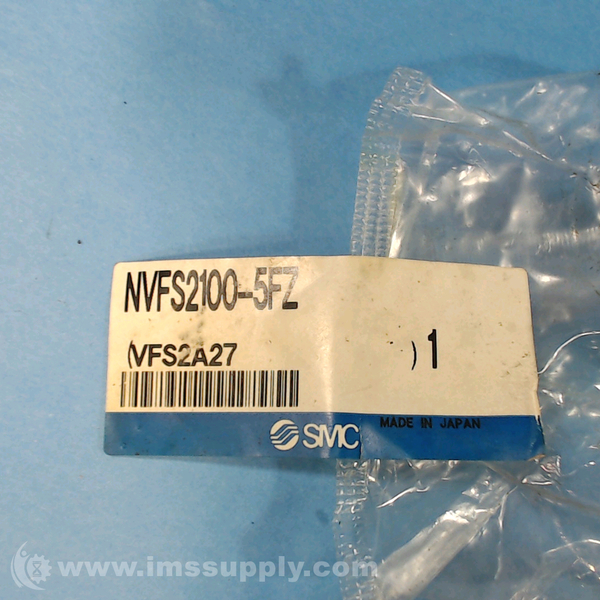 NVFS2100-5FZ
(VFS2A27 ) 1
SMC MADE IN JAPAN
www.imssupply.com